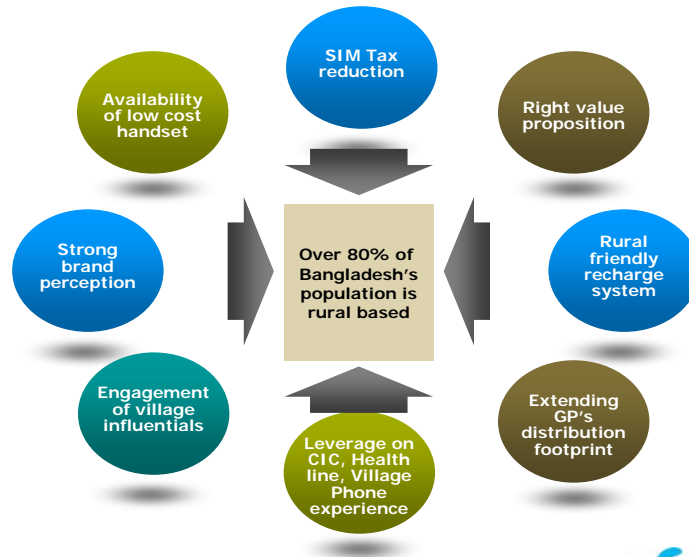 SIM Tax
reduction
Availability
of low cost
handset
Right value
proposition
Strong
brand
perception
Over 80% of
Bangladesh's
population is
rural based
Rural
friendly
recharge
system
Engagement
of village
influentials
Leverage on
CIC, Health
line, Village
Phone
experience
Extending
GP's
distribution
footprint